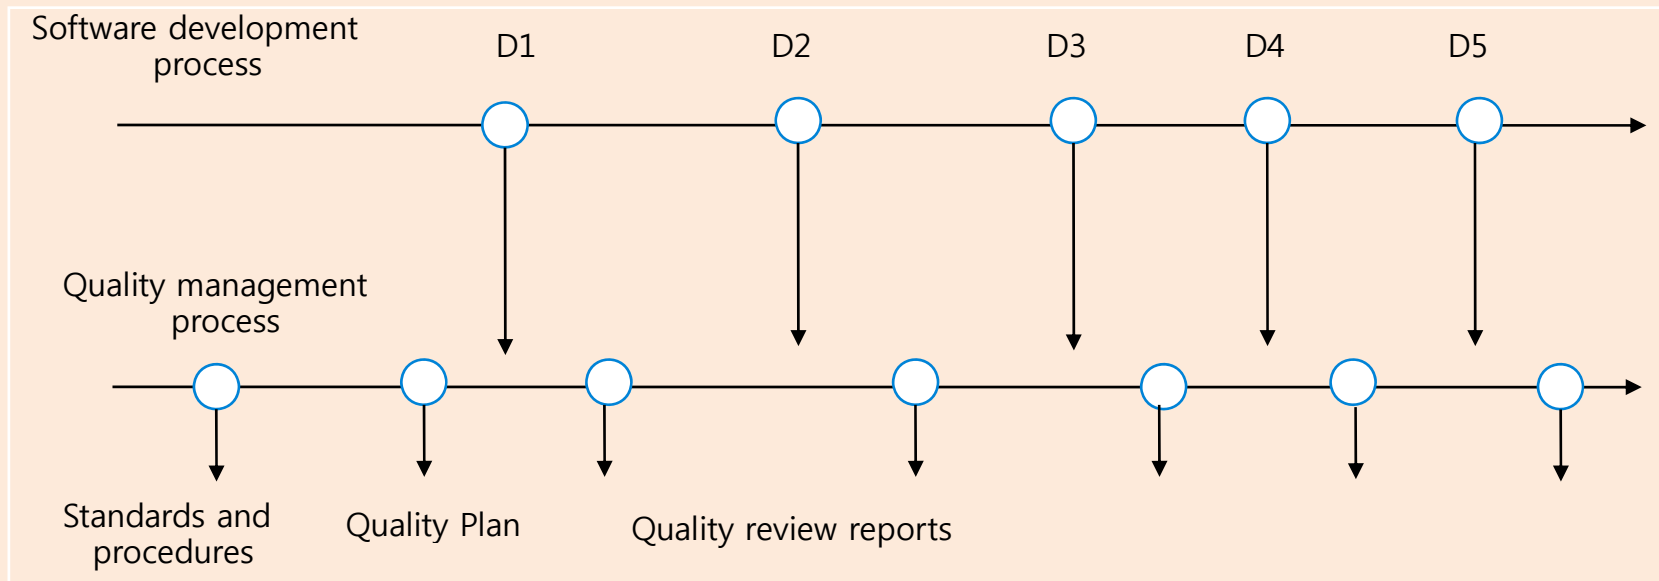 Software development
process
D1
D2
D3
D4
D5
Quality management
process
Standards and
procedures
Quality Plan
Quality review reports